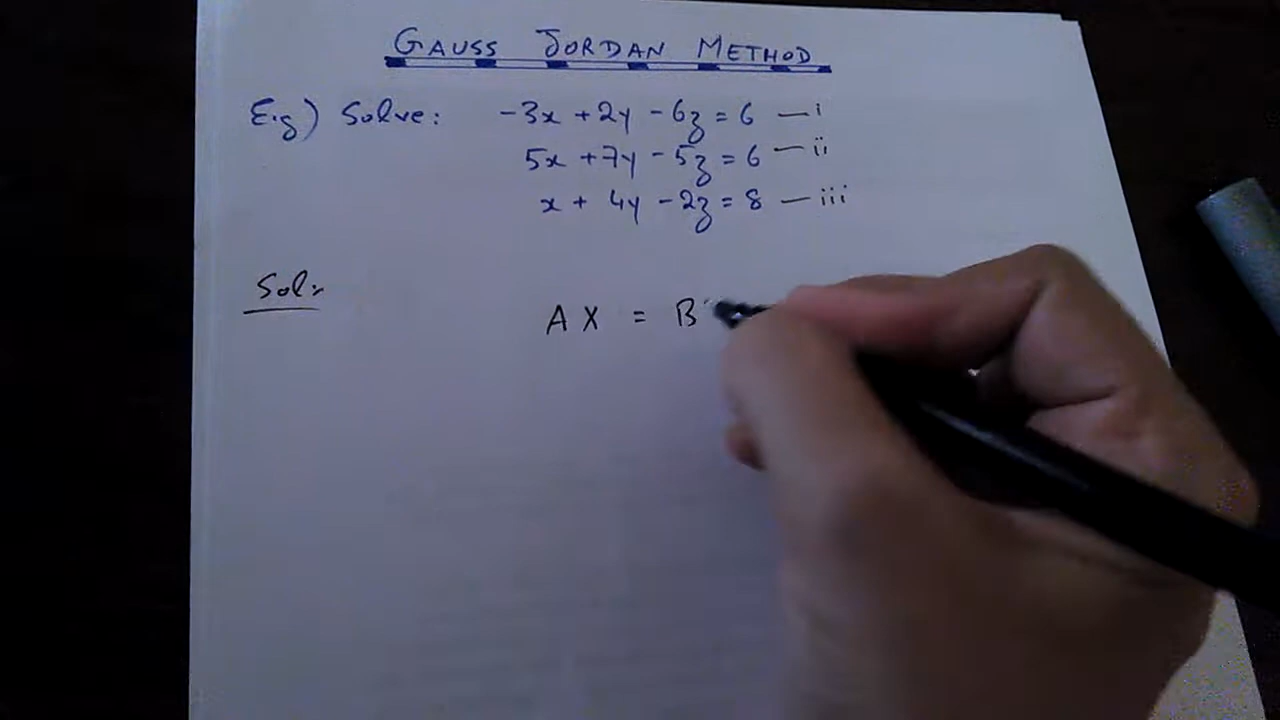 GAUSS JORDAN METHOD
E.g) Solve: -3x + 2y - 6z = 6 — i
5x + 7y - 5z = 6 — ii
x + 4y - 2z = 8 — iii
Sol:
AX = B